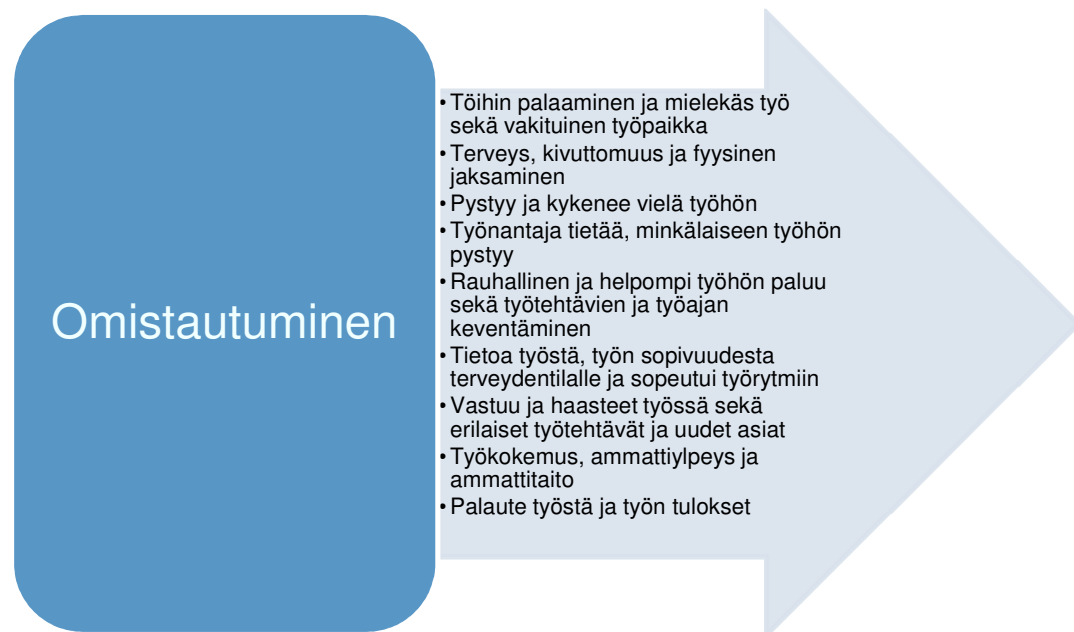 Omistautuminen
• Töihin palaaminen ja mielekäs työ
sekä vakituinen työpaikka
• Terveys, kivuttomuus ja fyysinen
jaksaminen
• Pystyy ja kykenee vielä työhön
• Työnantaja tietää, minkälaiseen työhön
pystyy
• Rauhallinen ja helpompi työhön paluu
sekä työtehtävien ja työajan
keventäminen
• Tietoa työstä, työn sopivuudesta
terveydentilalle ja sopeutui työrytmiin
• Vastuu ja haasteet työssä sekä
erilaiset työtehtävät ja uudet asiat
• Työkokemus, ammattiylpeys ja
ammattitaito
• Palaute työstä ja työn tulokset